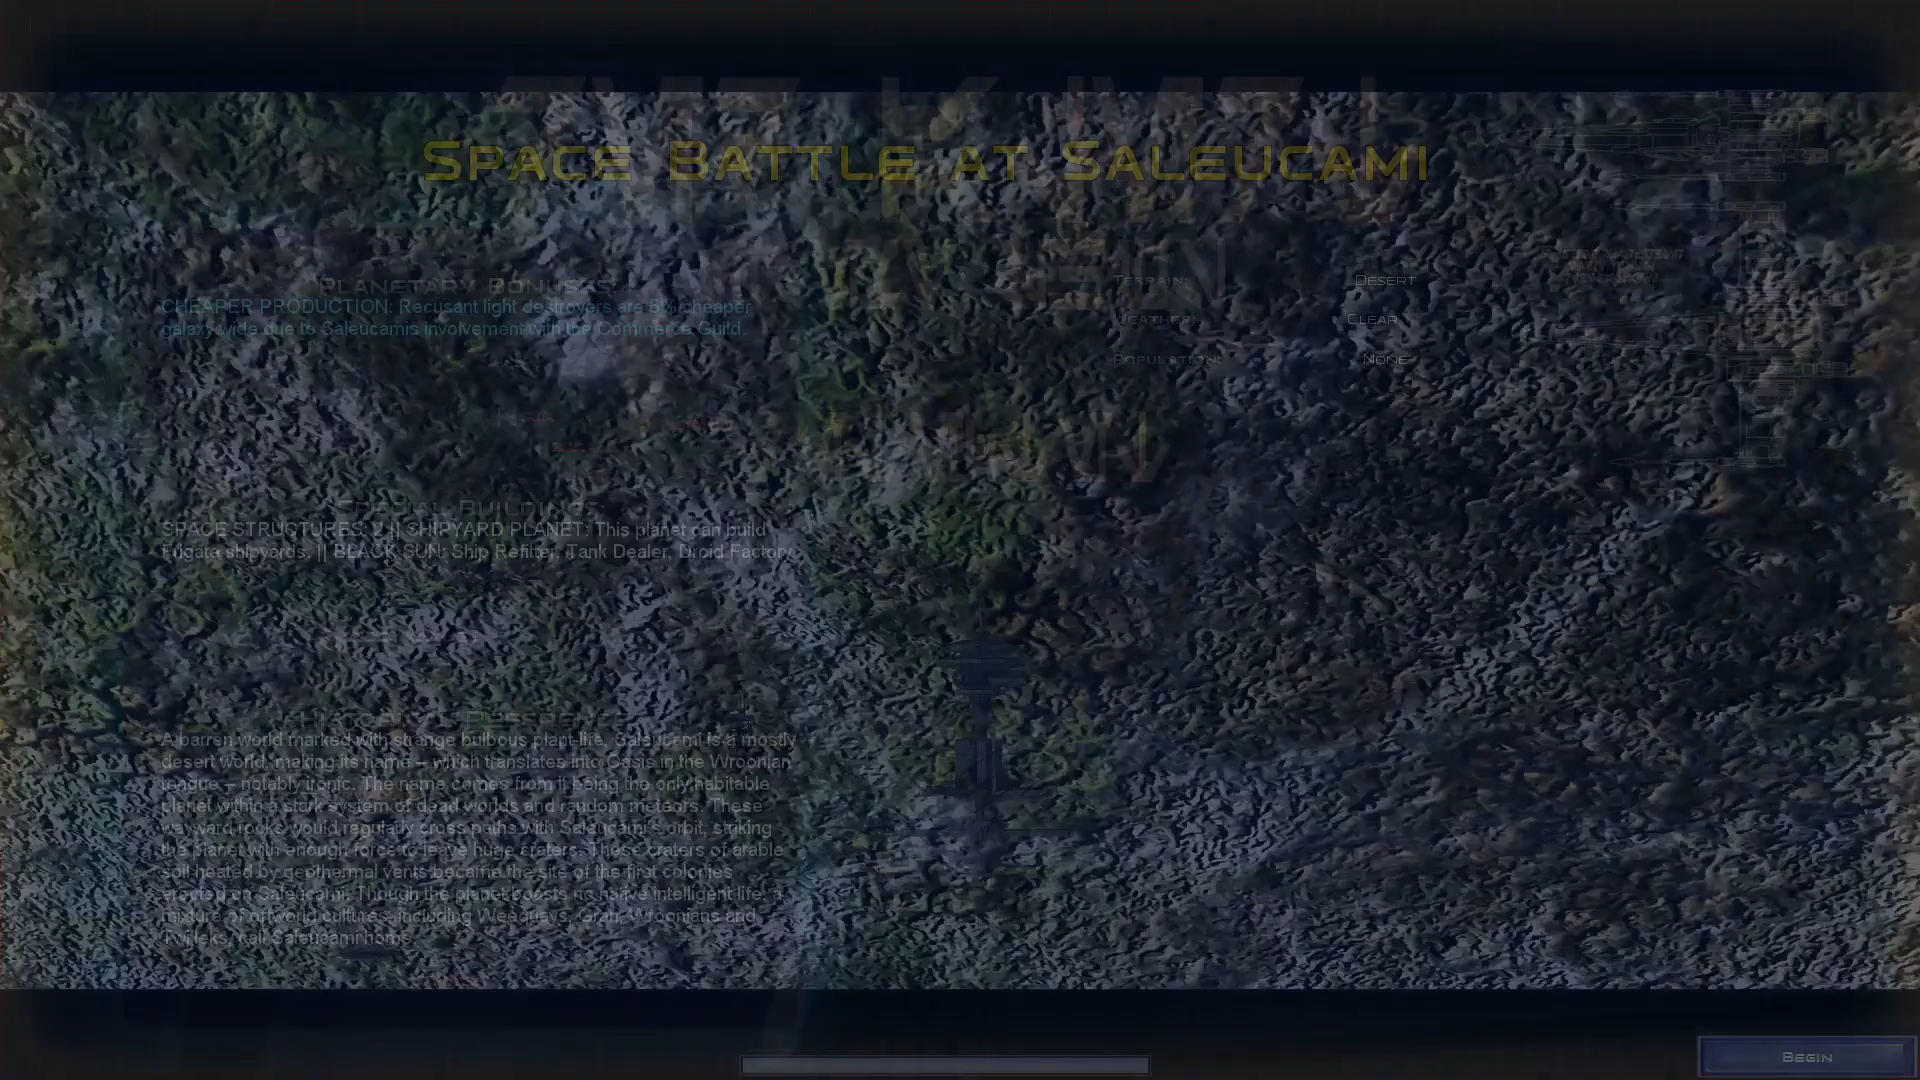 SPACE BATTLE AT SALEUCAMI
PLANETARY BONUSES:
CHEAPER PRODUCTION: Recusant light destroyers are 5% cheaper
galaxy wide due to Saleucamis involvement with the Commerce Guild.
TERRAIN: DESERT
WEATHER: CLEAR
POPULATION: NONE
SPECIAL BUILDINGS:
SPACE STRUCTURES: 2 || SHIPYARD PLANET: This planet can build
Frigate shipyards. || BLACK SUN: Ship Refitter, Tank Dealer, Droid Factory
HISTORICAL
A barren world marked with strange bulbous plant-life, Saleucami is a mostly
desert world, making its name – which translates into Oasis in the Wroonian
tongue – notably ironic. The name comes from it being the only habitable
planet within a stark system of dead worlds and random meteors. These
wayward rocks would regularly cross paths with Saleucami's orbit, striking
the planet with enough force to leave huge craters. These craters of arable
soil heated by geothermal vents became the site of the first colonies
erected on Saleucami. Though the planet boasts no native intelligent life, a
mixture of offworld cultures, including Weequays, Gran, Wroonians and
Twi'leks, call Saleucami home.
BEGIN